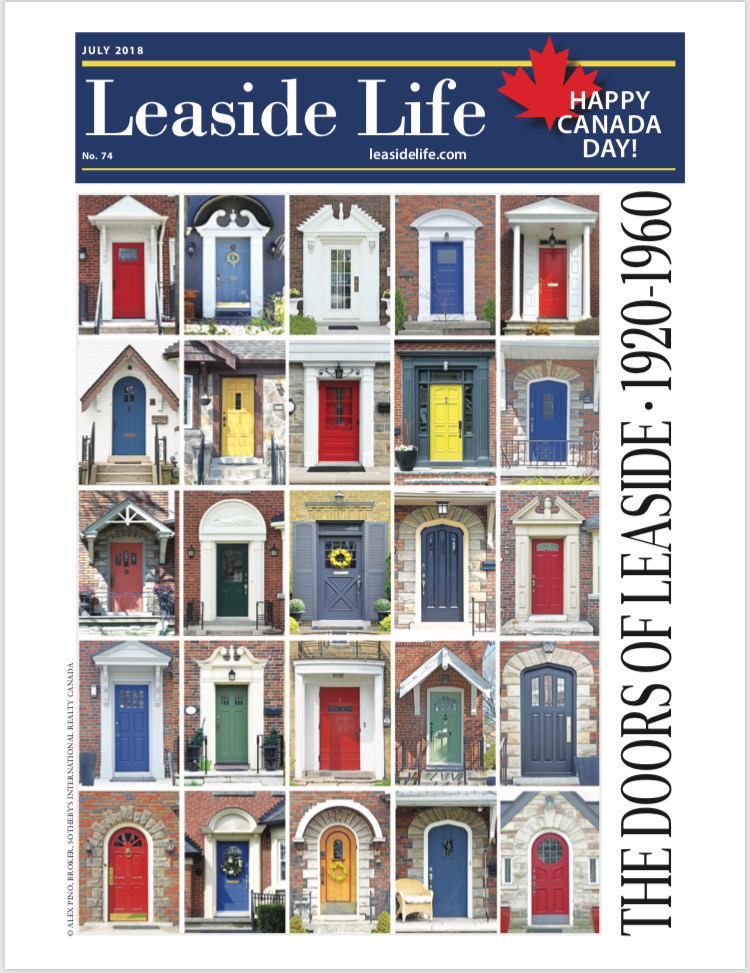 JULY 2018
Leaside Life
HAPPY
CANADA
DAY!
No. 74
leasidelife.com
THE DOORS OF LEASIDE • 1920-1960
© ALEX PINO, BROKER, SOTHEBY'S INTERNATIONAL REALTY CANADA